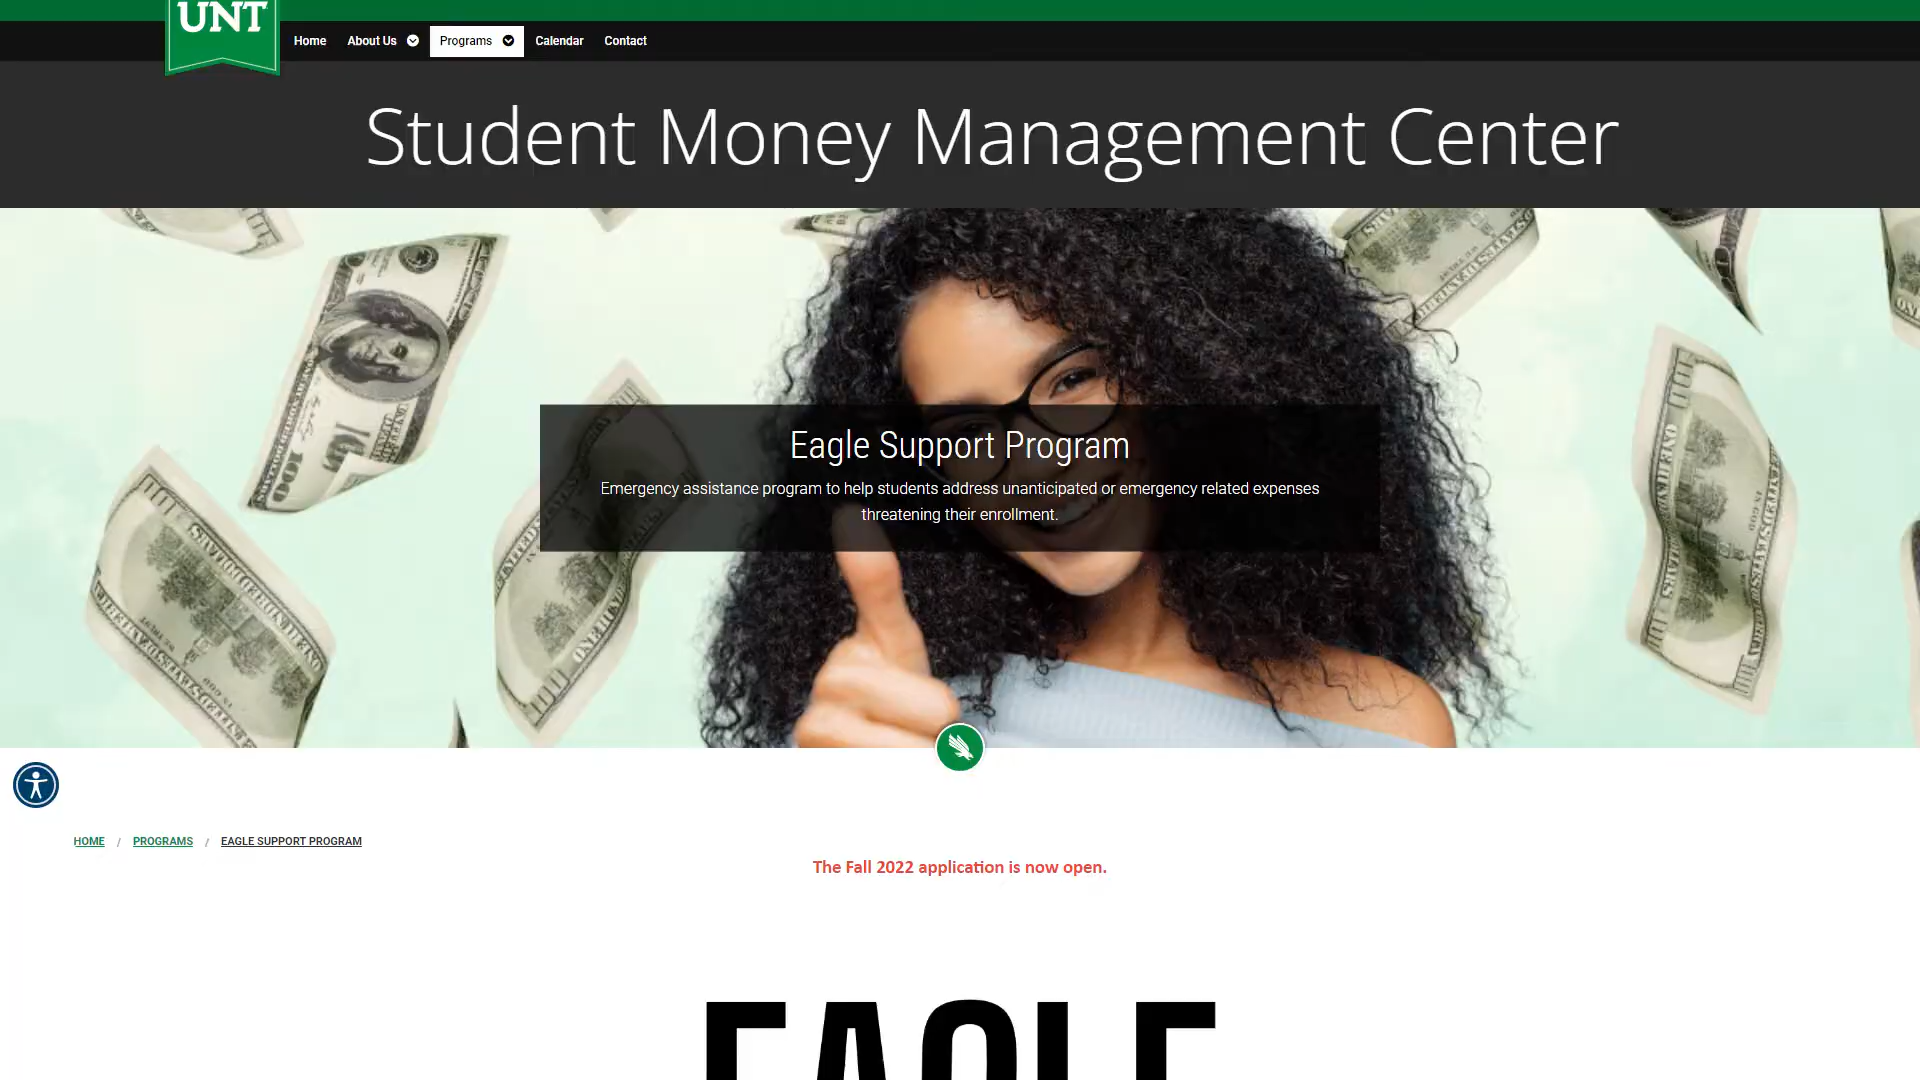 UNT
Home About Us Programs Calendar Contact
Student Money Management Center
Eagle Support Program
Emergency assistance program to help students address unanticipated or emergency related expenses
threatening their enrollment.
HOME / PROGRAMS / EAGLE SUPPORT PROGRAM
The Fall 2022 application is now open.
EAGLE